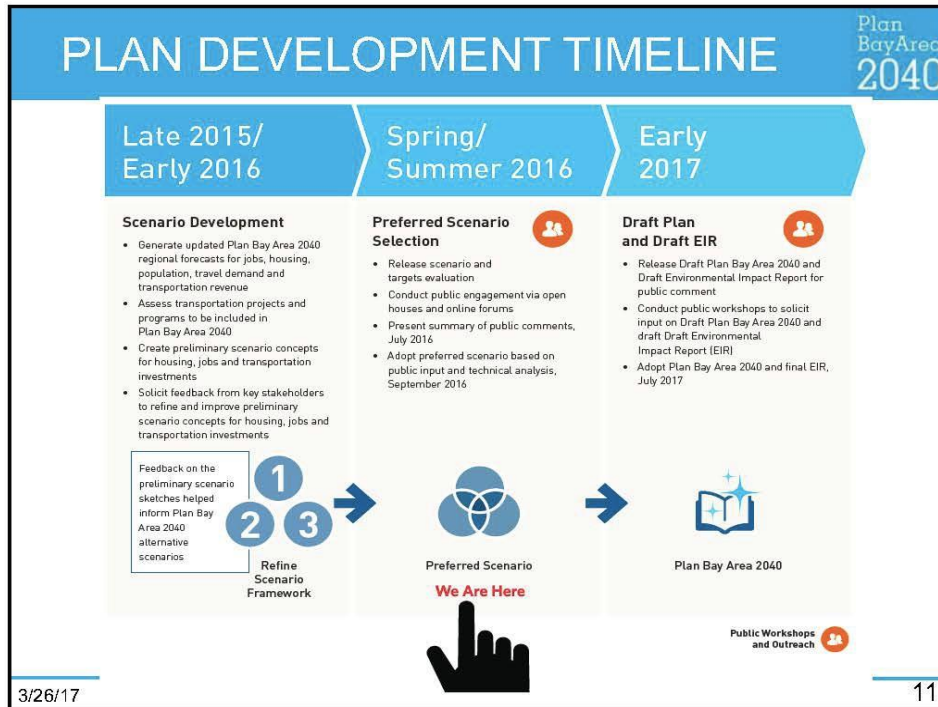 PLAN DEVELOPMENT TIMELINE
Plan
BayArea
2040
Late 2015/
Early 2016
Spring/
Summer 2016
Early
2017
Scenario Development
• Generate updated Plan Bay Area 2040
regional forecasts for jobs, housing,
population, travel demand and
transportation revenue
• Assess transportation projects and
programs to be included in
Plan Bay Area 2040
• Create preliminary scenario concepts
for housing, jobs and transportation
investments
• Solicit feedback from key stakeholders
to refine and improve preliminary
scenario concepts for housing, jobs and
transportation investments
Feedback on the
preliminary scenario
sketches helped
inform Plan Bay
Area 2040
alternative
scenarios
1
2 3
Refine
Scenario
Framework
Preferred Scenario
Selection
• Release scenario and
targets evaluation
• Conduct public engagement via open
houses and online forums
• Present summary of public comments,
July 2016
• Adopt preferred scenario based on
public input and technical analysis,
September 2016
Preferred Scenario
We Are Here
Draft Plan
and Draft EIR
• Release Draft Plan Bay Area 2040 and
Draft Environmental Impact Report for
public comment
• Conduct public workshops to solicit
input on Draft Plan Bay Area 2040 and
draft Draft Environmental
Impact Report (EIR)
• Adopt Plan Bay Area 2040 and final EIR,
July 2017
Plan Bay Area 2040
Public Workshops
and Outreach
3/26/17
11